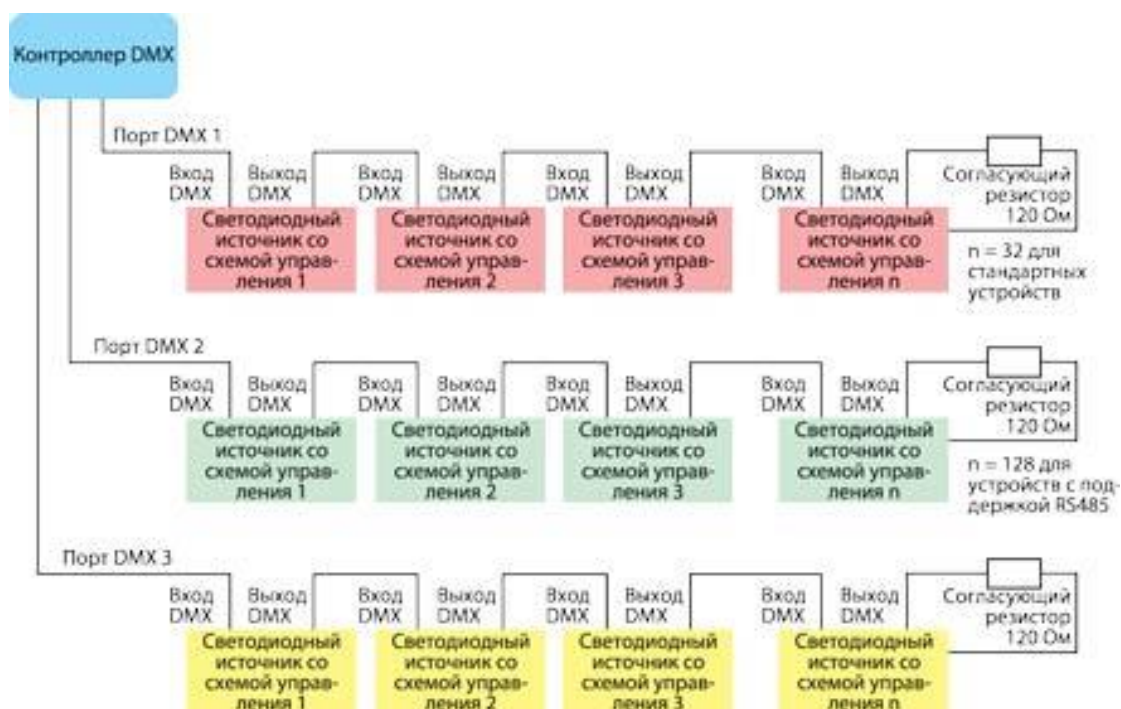 Контроллер DMX
Порт DMX 1
Вход
DMX
Выход
DMX
Вход
DMX
Выход
DMX
Вход
DMX
Выход
DMX
Вход
DMX
Выход
DMX
Согласующий
резистор
120 Ом
Светодиодный
источник со
схемой управ-
ления 1
Светодиодный
источник со
схемой управ-
ления 2
Светодиодный
источник со
схемой управ-
ления 3
Светодиодный
источник со
схемой управ-
ления n
n = 32 для
стандартных
устройств
Порт DMX 2
Вход
DMX
Выход
DMX
Вход
DMX
Выход
DMX
Вход
DMX
Выход
DMX
Вход
DMX
Выход
DMX
Согласующий
резистор
120 Ом
Светодиодный
источник со
схемой управ-
ления 1
Светодиодный
источник со
схемой управ-
ления 2
Светодиодный
источник со
схемой управ-
ления 3
Светодиодный
источник со
схемой управ-
ления n
n = 128 для
устройств с под-
держкой RS485
Порт DMX 3
Вход
DMX
Выход
DMX
Вход
DMX
Выход
DMX
Вход
DMX
Выход
DMX
Вход
DMX
Выход
DMX
Согласующий
резистор
120 Ом
Светодиодный
источник со
схемой управ-
ления 1
Светодиодный
источник со
схемой управ-
ления 2
Светодиодный
источник со
схемой управ-
ления 3
Светодиодный
источник со
схемой управ-
ления n